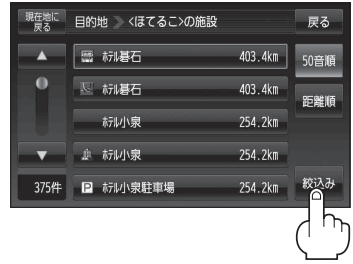 現在地に
戻る
目的地 》 <ほてるこ>の施設
戻る
ﾎﾃﾙ碁石 403.4km
50音順
ﾎﾃﾙ碁石 403.4km
距離順
ﾎﾃﾙ小泉 254.2km
ﾎﾃﾙ小泉 254.2km
375件
P ﾎﾃﾙ小泉駐車場 254.2km
絞込み